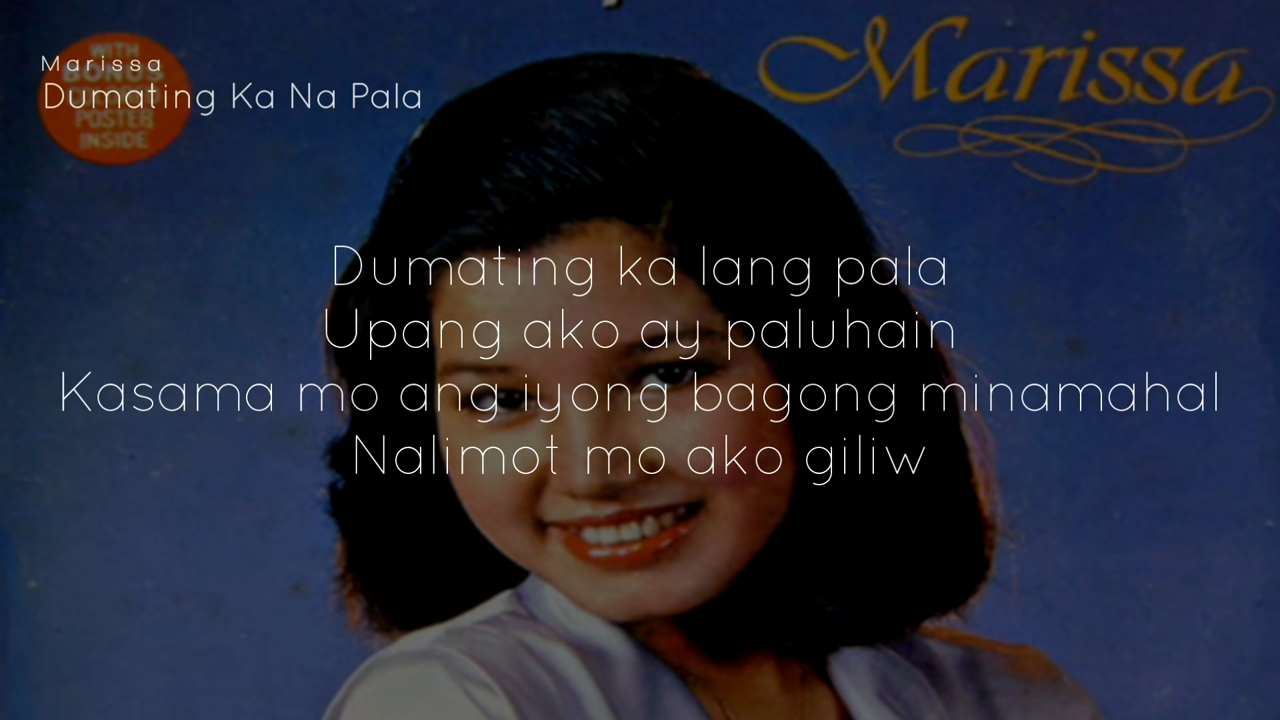 Marissa
WITH
BONUS
POSTER
INSIDE
Marissa
Dumating Ka Na Pala
Dumating ka lang pala
Upang ako ay paluhain
Kasama mo ang iyong bagong minamahal
Nalimot mo ako giliw